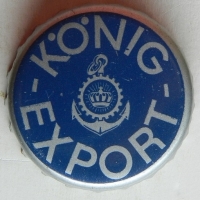 KÖNIG
- EXPORT -